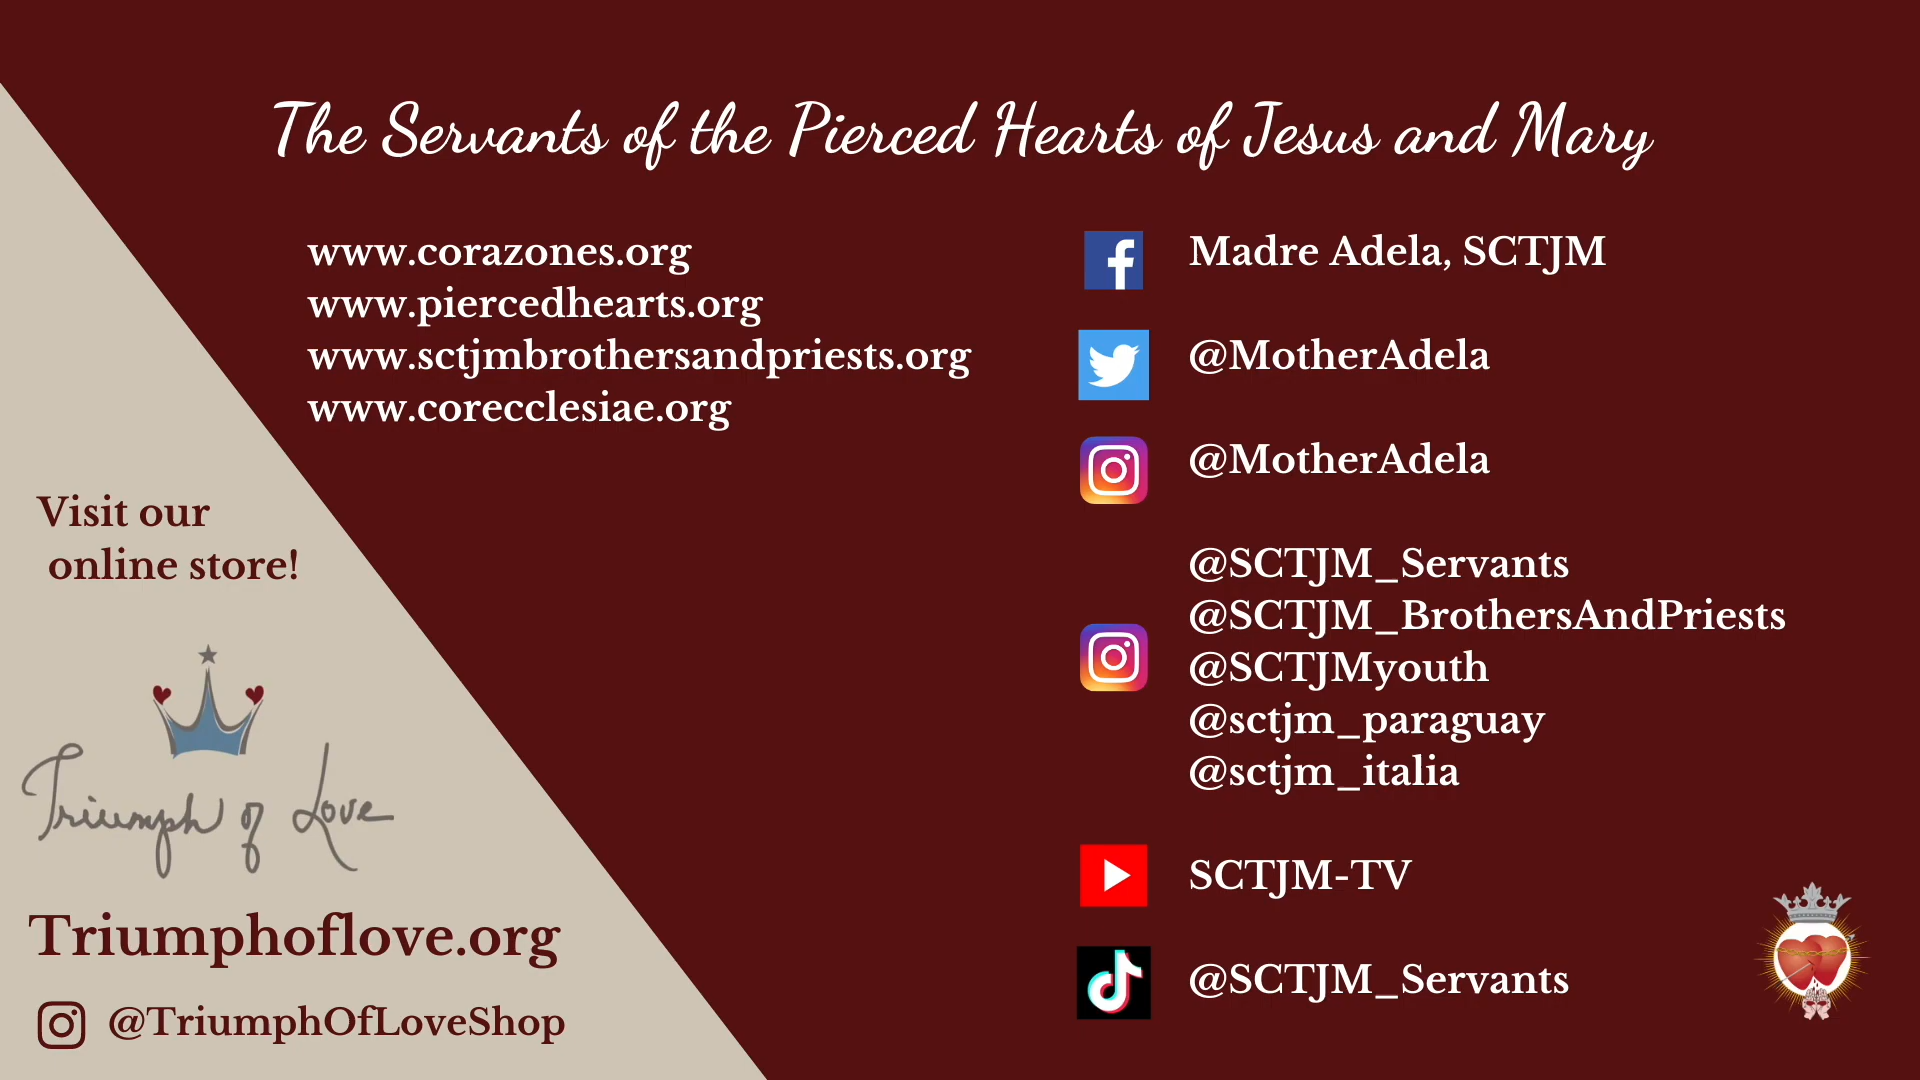 The Servants of the Pierced Hearts of Jesus and Mary
www.corazones.org
www.piercedhearts.org
www.sctjmbrothersandpriests.org
www.corecclesiae.org
Madre Adela, SCTJM
@MotherAdela
@MotherAdela
@SCTJM_Servants
@SCTJM_BrothersAndPriests
@SCTJMyouth
@sctjm_paraguay
@sctjm_italia
SCTJM-TV
@SCTJM_Servants
Visit our
online store!
Triumph of Love
Triumphoflove.org
@TriumphOfLoveShop